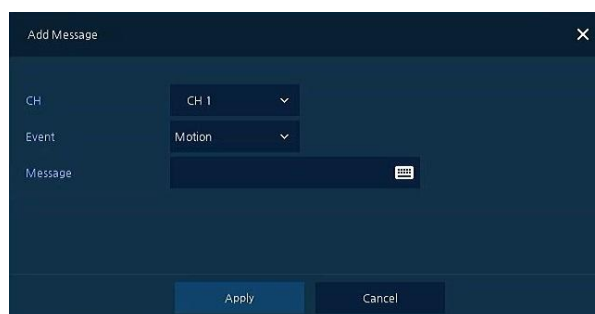 Add Message
CH CH 1
Event Motion
Message
Apply Cancel